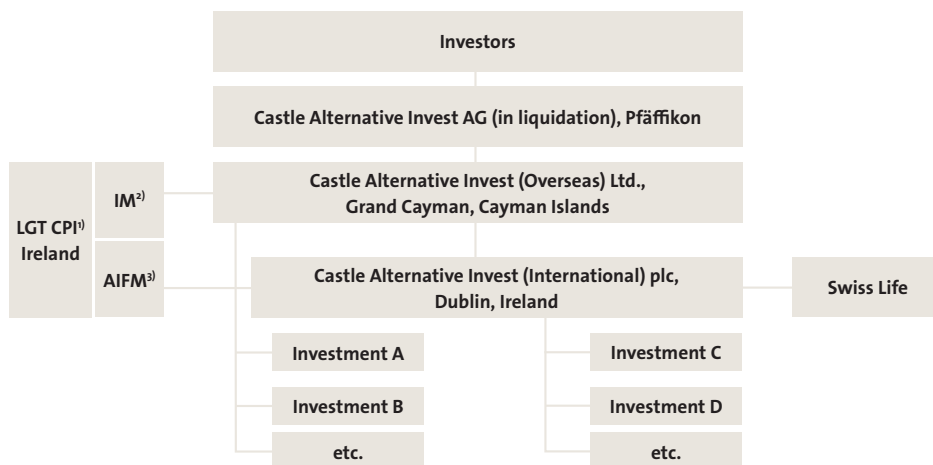 Investors
Castle Alternative Invest AG (in liquidation), Pfäffikon
LGT CPI¹⁾
Ireland
IM²⁾
AIFM³⁾
Castle Alternative Invest (Overseas) Ltd.,
Grand Cayman, Cayman Islands
Castle Alternative Invest (International) plc,
Dublin, Ireland
Swiss Life
Investment A
Investment C
Investment B
Investment D
etc.
etc.